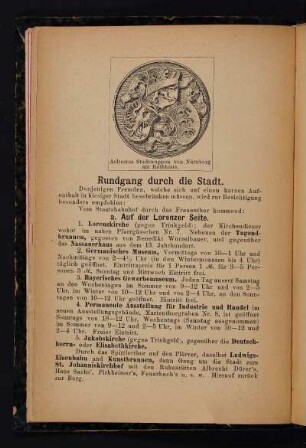 Aeltestes Stadtwappen von Nürnberg
am Rathhaus.
Rundgang durch die Stadt.
Denjenigen Fremden, welche sich auf einen kurzen Auf-
enthalt in hiesiger Stadt beschränken müssen, wird zur Besichtigung
besonders empfohlen:
Vom Staatsbahnhof durch das Frauenthor kommend:
a. Auf der Lorenzer Seite.
1. Lorenzkirche (gegen Trinkgeld); der Kirchendiener
wohnt im nahen Pfarrgässchen Nr. 7. Nebenan der Tugend-
brunnen, gegossen von Benedikt Wurzelbauer, und gegenüber
das Nassauerhaus aus dem 13. Jahrhundert.
2. Germanisches Museum. Vormittags von 10—1 Uhr und
Nachmittags von 2—4½ Uhr (in den Wintermonaten bis 4 Uhr)
täglich geöffnet. Eintrittspreis für 1 Person 1 M. für 3—5 Per-
sonen 3 M. Sonntag und Mittwoch Eintritt frei.
3. Bayerisches Gewerbemuseum. Jeden Tag ausser Samstag
an den Wochentagen im Sommer von 9—12 und von 2—5
Uhr, im Winter von 10—12 und von 2—4 Uhr, an den Sonn-
tagen von 10—12 Uhr geöffnet. Eintritt frei.
4. Permanente Ausstellung für Industrie und Handel im
neuen Ausstellungsgebäude, Marienthorgraben Nr. 8, ist geöffnet
Sonntags von 10—12 Uhr, Wochentags (Samstag ausgenommen)
im Sommer von 9—12 und 2—5 Uhr, im Winter von 10—12 und
2—4 Uhr. Freier Eintritt.
5. Jakobskirche (gegen Trinkgeld), gegenüber die Deutsch-
herrn- oder Elisabethkirche.
Durch das Spittlerthor auf den Plärrer, daselbst Ludwigs-
Eisenbahn und Kunstbrunnen, dann Gang um die Stadt zum
St. Johanniskirchhof mit den Ruhestätten Albrecht Dürer's,
Hans Sachs', Pirkheimer's, Feuerbach's u. s. w. Hierauf zurück
zur Burg.